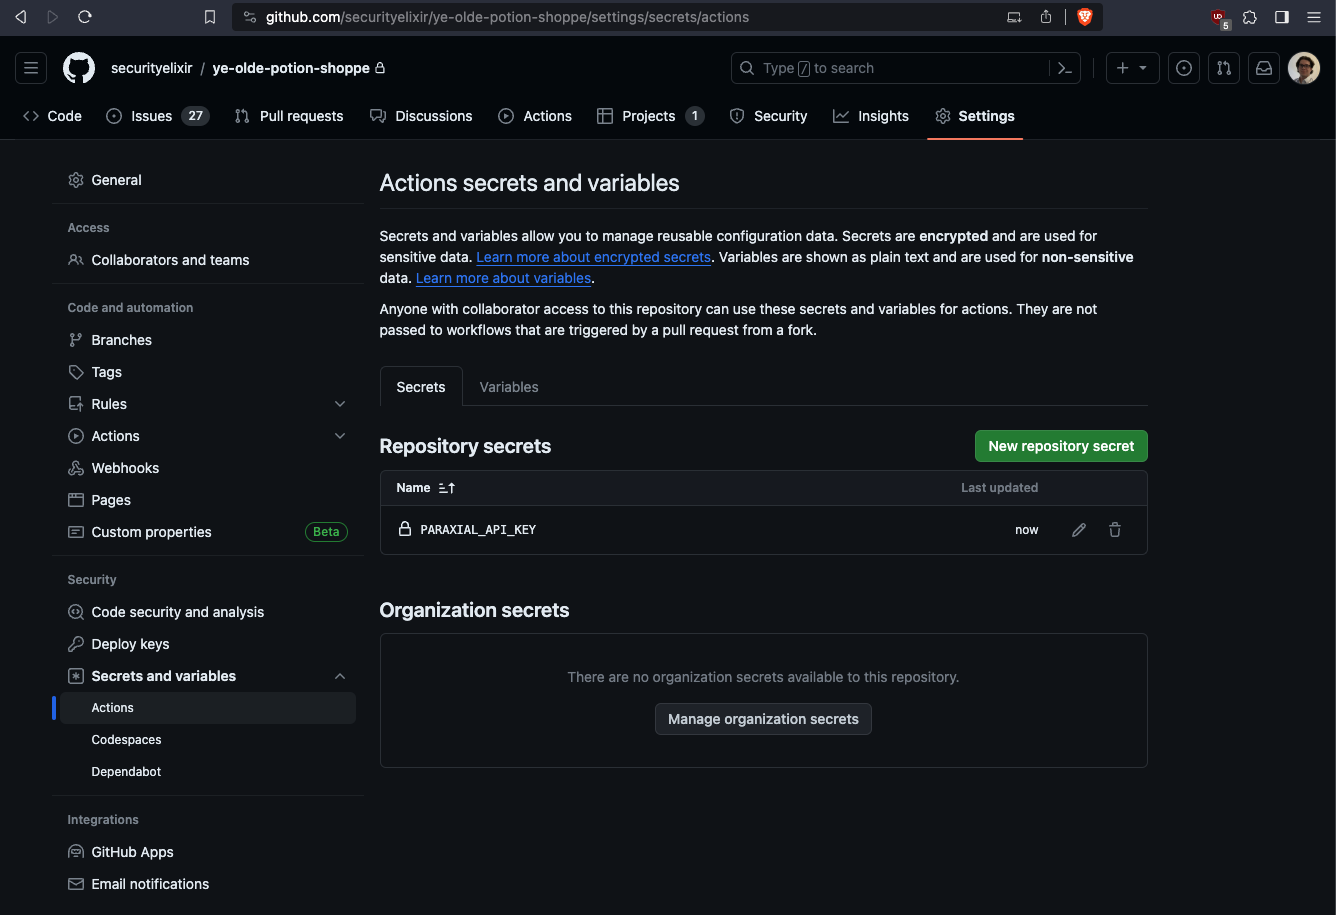 github.com/securityelixir/ye-olde-potion-shoppe/settings/secrets/actions
5
securityelixir / ye-olde-potion-shoppe
Type / to search
Code
Issues 27
Pull requests
Discussions
Actions
Projects 1
Security
Insights
Settings
General
Access
Collaborators and teams
Code and automation
Branches
Tags
Rules
Actions
Webhooks
Pages
Custom properties Beta
Security
Code security and analysis
Deploy keys
Secrets and variables
Actions
Codespaces
Dependabot
Integrations
GitHub Apps
Email notifications
Actions secrets and variables
Secrets and variables allow you to manage reusable configuration data. Secrets are encrypted and are used for
sensitive data. Learn more about encrypted secrets. Variables are shown as plain text and are used for non-sensitive
data. Learn more about variables.
Anyone with collaborator access to this repository can use these secrets and variables for actions. They are not
passed to workflows that are triggered by a pull request from a fork.
Secrets Variables
Repository secrets
New repository secret
Name Last updated
PARAXIAL_API_KEY now
Organization secrets
There are no organization secrets available to this repository.
Manage organization secrets